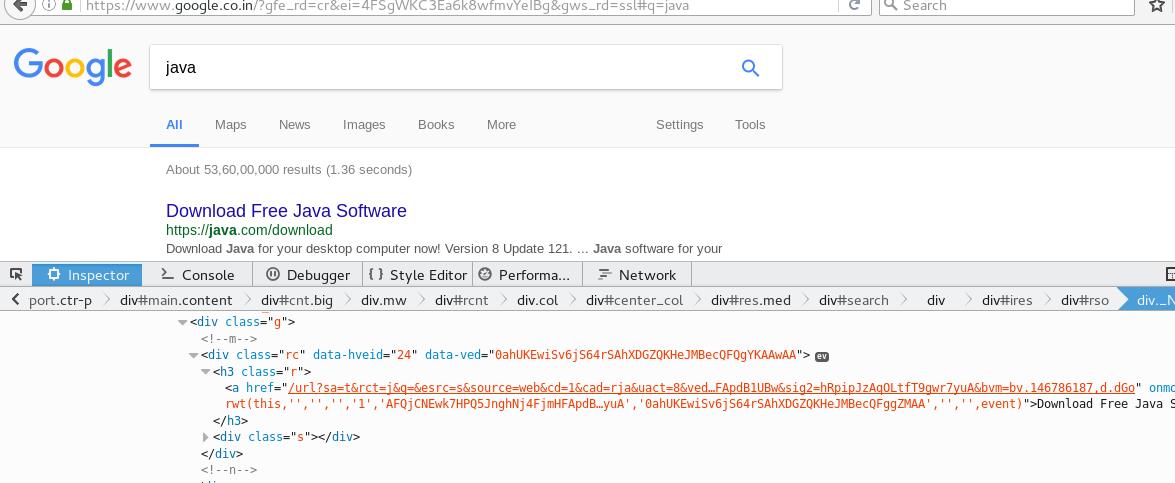 https://www.google.co.in/?gfe_rd=cr&ei=4FSgWKC3Ea6k8wfmvYeIBg&gws_rd=ssl#q=java
Search
Google
java
All Maps News Images Books More Settings Tools
About 53,60,00,000 results (1.36 seconds)
Download Free Java Software
https://java.com/download
Download Java for your desktop computer now! Version 8 Update 121. ... Java software for your
Inspector Console Debugger Style Editor Performa... Network
port.ctr-p div#main.content div#cnt.big div.mw div#rcnt div.col div#center_col div#res.med div#search div div#ires div#rso div._N
<div class="g">
<!--m-->
<div class="rc" data-hveid="24" data-ved="0ahUKEwiSv6jS64rSAhXDGZQKHeJMBecQFQgYKAAwAA"> ev
<h3 class="r">
<a href="/url?sa=t&rct=j&q=&esrc=s&source=web&cd=1&cad=rja&uact=8&ved…FApdB1UBw&sig2=hRpipJzAqOLtfT9gwr7yuA&bvm=bv.146786187,d.dGo" onmo
rwt(this,'','','','1','AFQjCNEwk7HPQ5JnghNj4FjmHFApdB…yuA','0ahUKEwiSv6jS64rSAhXDGZQKHeJMBecQFggZMAA','','',event)">Download Free Java S
</h3>
<div class="s"></div>
</div>
<!--n-->